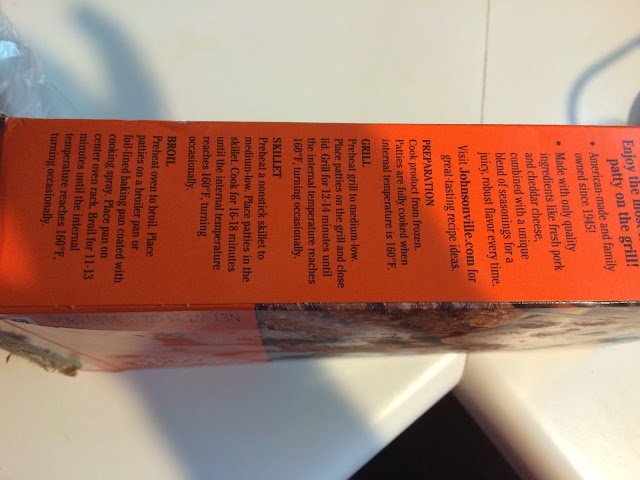 Enjoy
patty on the grill!
• American-made and family
owned since 1945!
• Made with only quality
ingredients like fresh pork
and cheddar cheese,
combined with a unique
blend of seasonings for a
juicy, robust flavor every time.
Visit Johnsonville.com for
great-tasting recipe ideas.
PREPARATION
Cook product from frozen.
Patties are fully cooked when
internal temperature is 160°F.
GRILL
Preheat grill to medium-low.
Place patties on the grill and close
lid. Grill for 12-14 minutes until
the internal temperature reaches
160°F, turning occasionally.
SKILLET
Preheat a nonstick skillet to
medium-low. Place patties in the
skillet. Cook for 16-18 minutes
until the internal temperature
reaches 160°F, turning
occasionally.
BROIL
Preheat oven to broil. Place
patties on a broiler pan or
foil-lined baking pan coated with
cooking spray. Place pan on
center oven rack. Broil for 11-13
minutes until the internal
temperature reaches 160°F,
turning occasionally.
NET WT